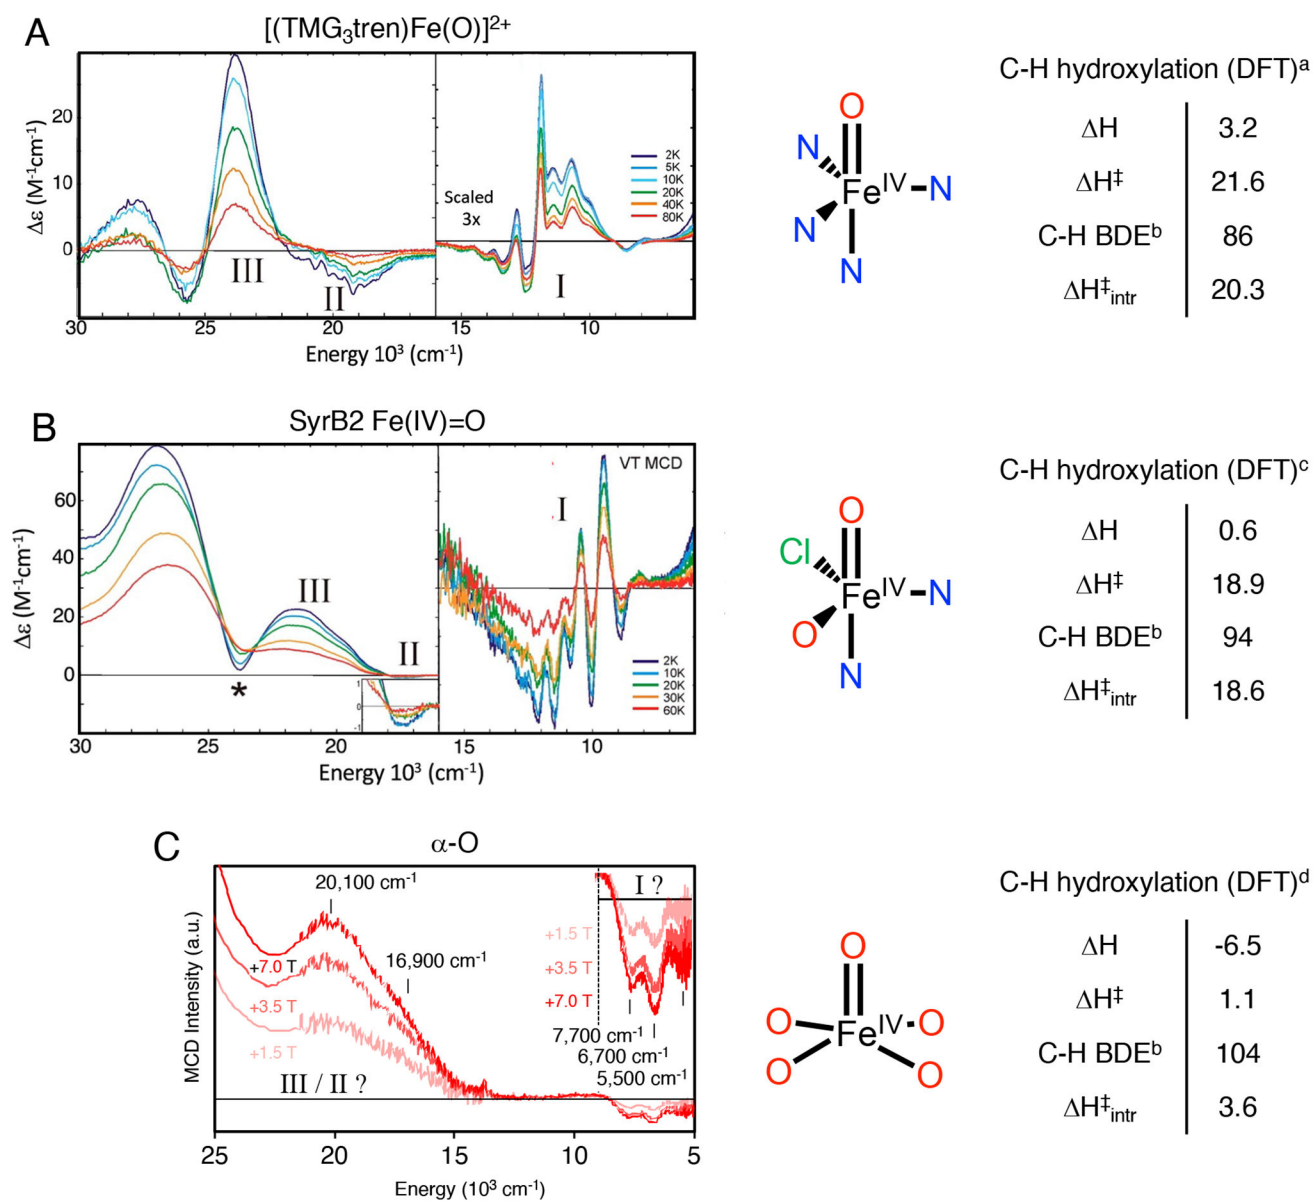 A
[(TMG₃tren)Fe(O)]²⁺
Δε (M⁻¹cm⁻¹)
20
10
0
III
II
Scaled
3x
I
2K
5K
10K
20K
40K
80K
30
25
20
15
10
Energy 10³ (cm⁻¹)
O
N
N
Feᴵⱽ
N
N
C-H hydroxylation (DFT)ᵃ
ΔH 3.2
ΔH‡ 21.6
C-H BDEᵇ 86
ΔH‡intr 20.3
B
SyrB2 Fe(IV)=O
Δε (M⁻¹cm⁻¹)
60
40
20
0
III
II
*
1
0
-1
VT MCD
I
2K
10K
20K
30K
60K
30
25
20
15
10
Energy 10³ (cm⁻¹)
O
Cl
Feᴵⱽ
N
O
N
C-H hydroxylation (DFT)ᶜ
ΔH 0.6
ΔH‡ 18.9
C-H BDEᵇ 94
ΔH‡intr 18.6
C
α-O
MCD Intensity (a.u.)
20,100 cm⁻¹
16,900 cm⁻¹
+7.0 T
+3.5 T
+1.5 T
III / II ?
I ?
+1.5 T
+3.5 T
+7.0 T
7,700 cm⁻¹
6,700 cm⁻¹
5,500 cm⁻¹
25
20
15
10
5
Energy (10³ cm⁻¹)
O
O
Feᴵⱽ
O
O
O
C-H hydroxylation (DFT)ᵈ
ΔH -6.5
ΔH‡ 1.1
C-H BDEᵇ 104
ΔH‡intr 3.6